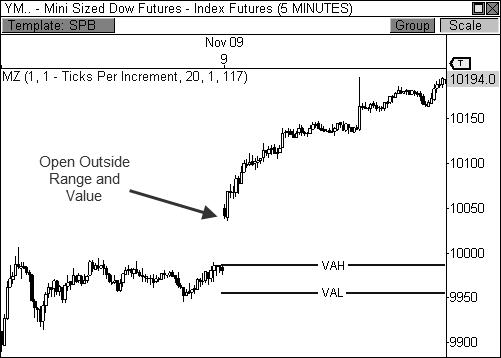 YM.. - Mini Sized Dow Futures - Index Futures (5 MINUTES)
Template: SPB Group Scale
Nov 09
9
T
MZ (1, 1 - Ticks Per Increment, 20, 1, 117)
10194.0
10150
Open Outside
Range and
Value
10100
10050
10000
VAH
VAL
9950
9900